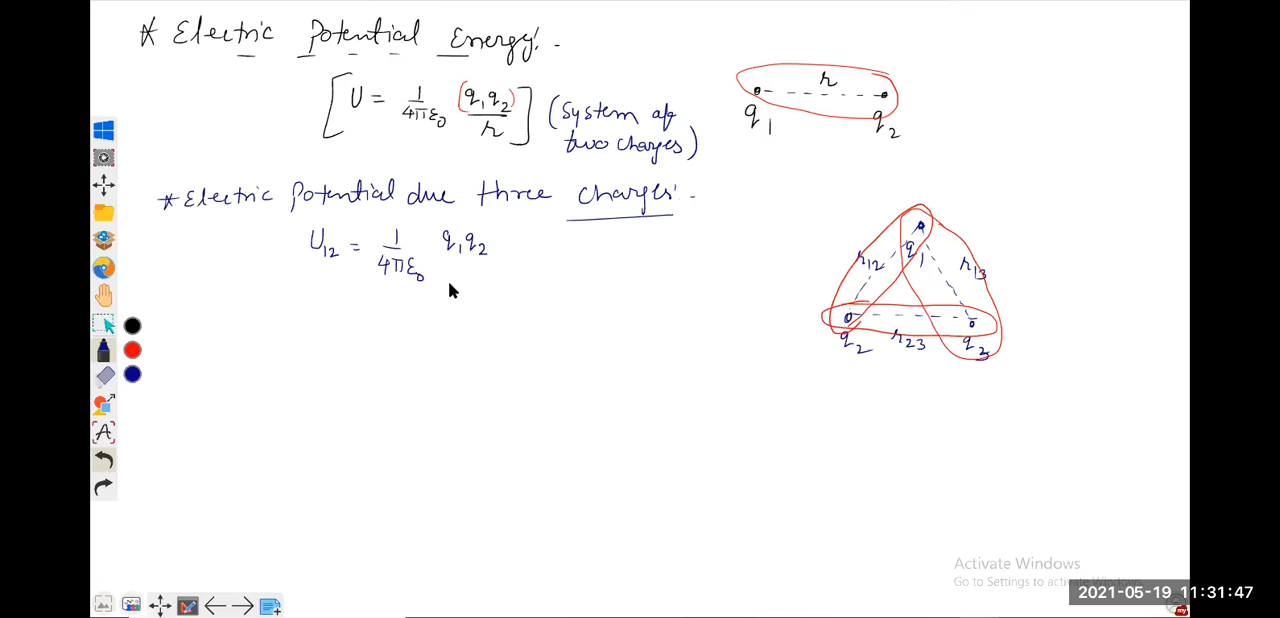 * Electric Potential Energy: -
[U = 1/4πε₀ (q₁q₂)/r] (System of two charges)
r
q₁ q₂
* Electric Potential due three charges: -
U₁₂ = 1/4πε₀ q₁q₂
q₁
r₁₂ r₁₃
q₂ r₂₃ q₃
A
Activate Windows
Go to Settings to activate Windows.
2021-05-19 11:31:47